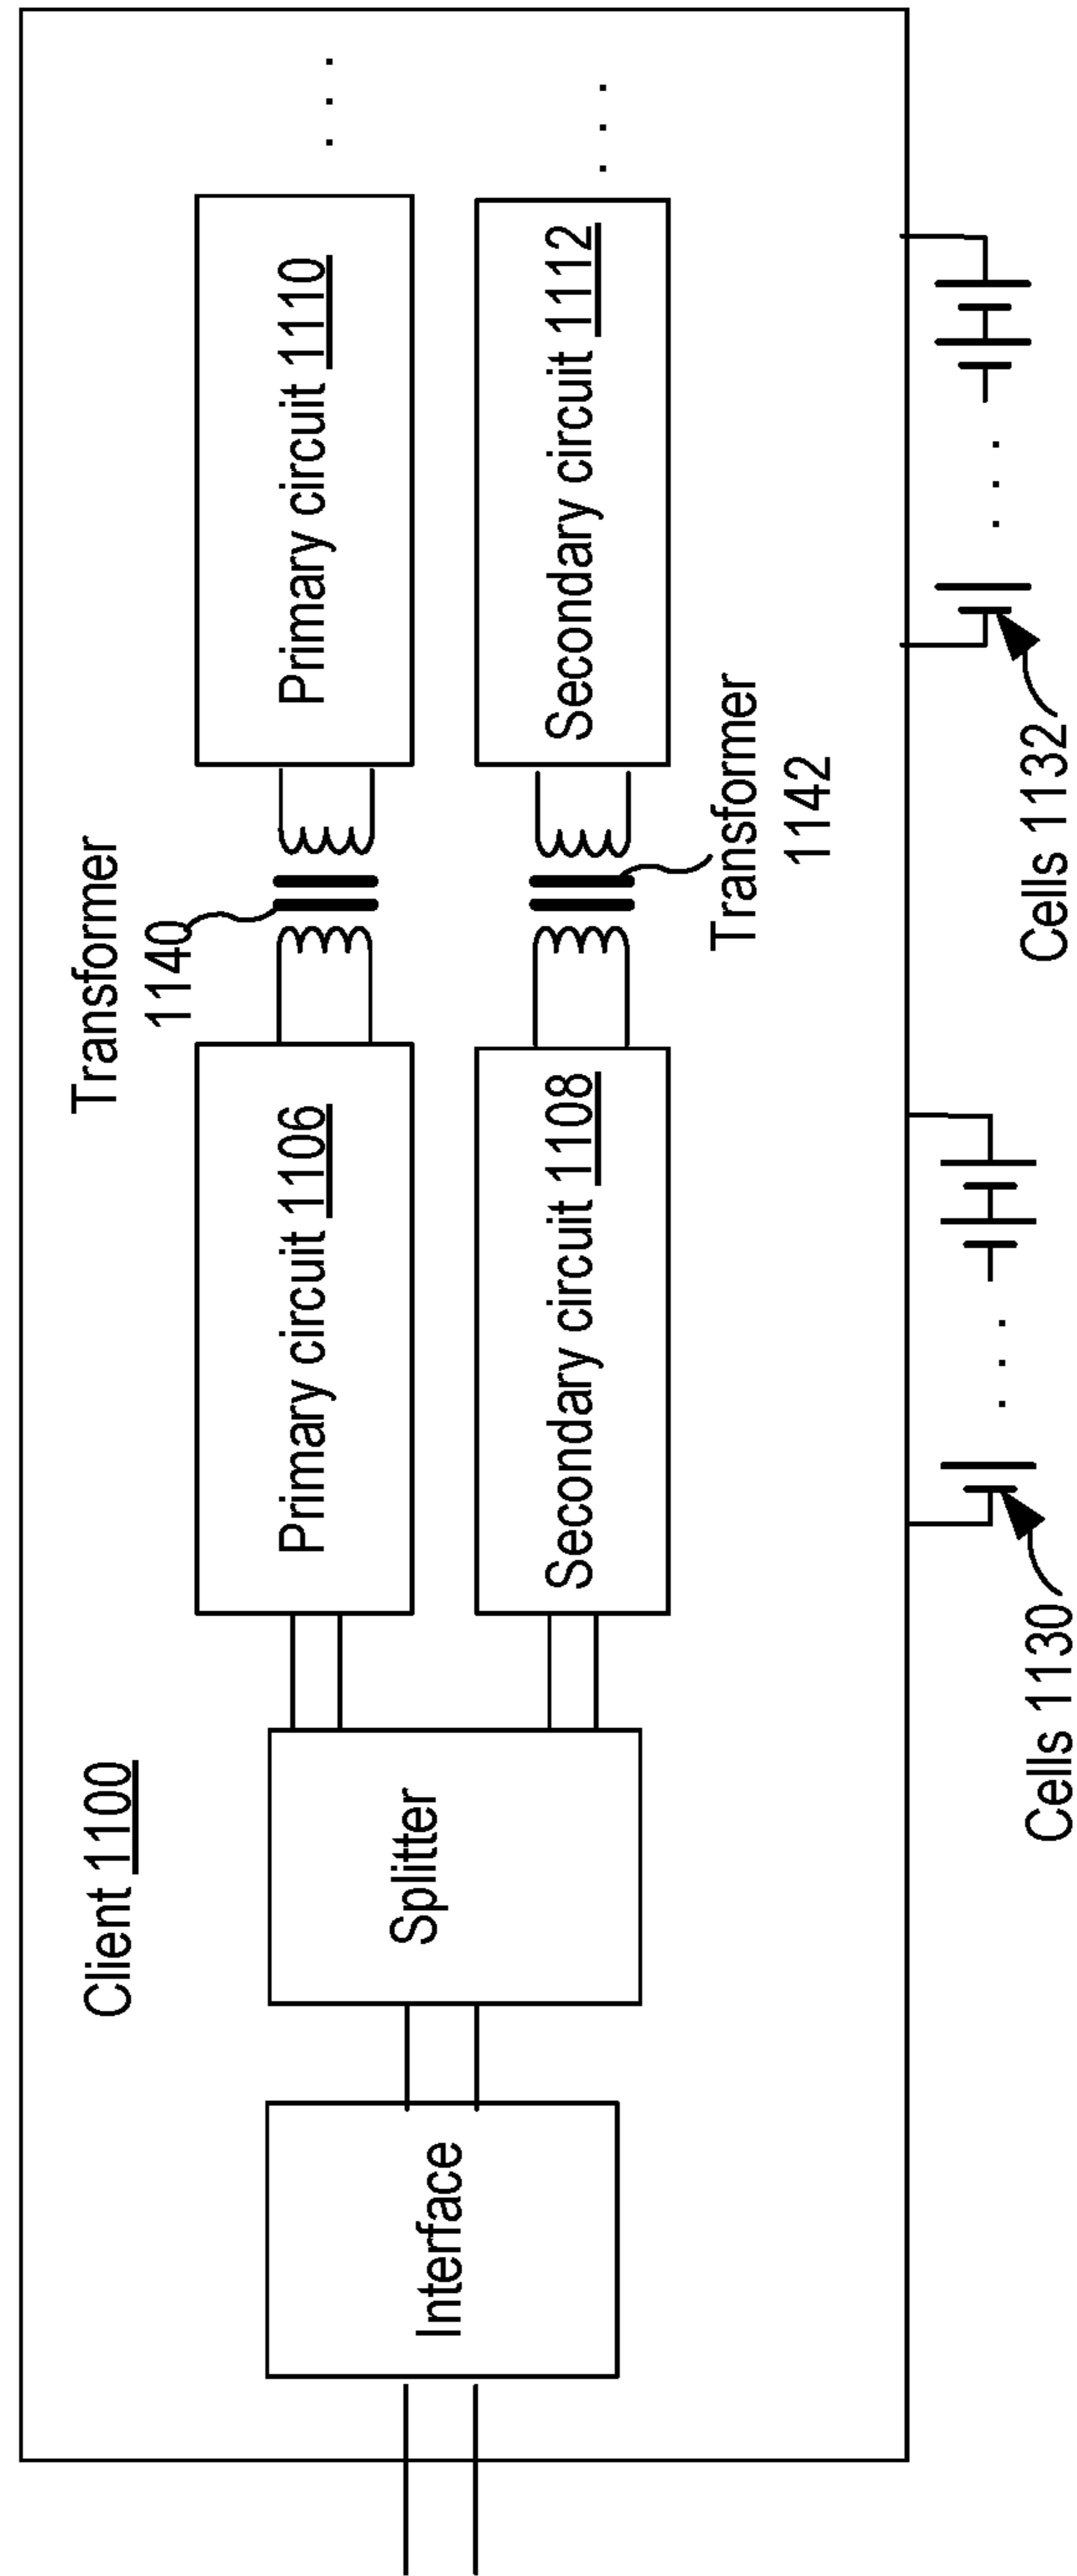 Client 1100
Interface
Splitter
Primary circuit 1106
Secondary circuit 1108
Transformer
1140
Transformer
1142
Primary circuit 1110
Secondary circuit 1112
Cells 1130
Cells 1132